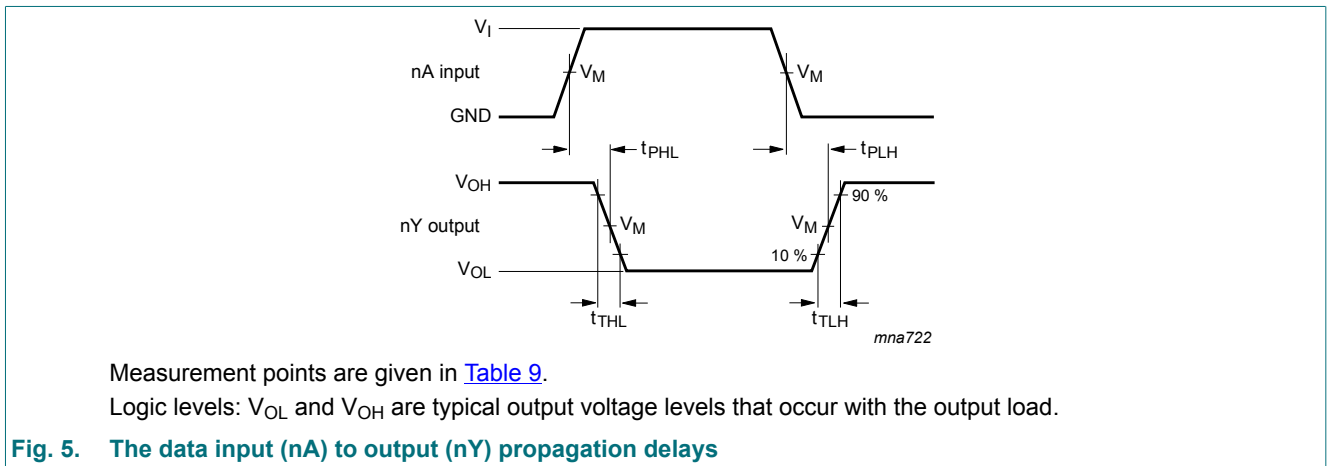 VI
nA input
VM
VM
GND
tPHL
tPLH
VOH
90 %
nY output
VM
VM
10 %
VOL
tTHL
tTLH
mna722
Measurement points are given in Table 9.
Logic levels: VOL and VOH are typical output voltage levels that occur with the output load.
Fig. 5. The data input (nA) to output (nY) propagation delays